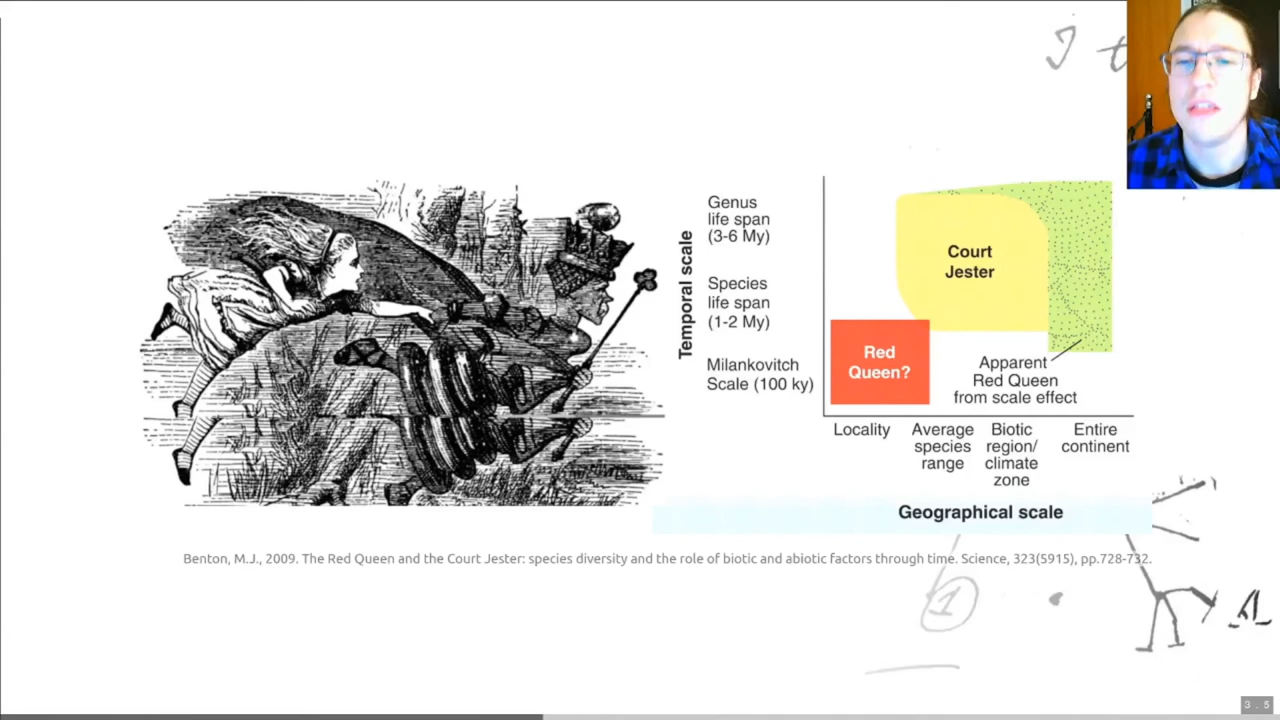 I t
Genus
life span
(3-6 My)
Species
life span
(1-2 My)
Milankovitch
Scale (100 ky)
Temporal scale
Court
Jester
Red
Queen?
Apparent
Red Queen
from scale effect
Locality
Average
species
range
Biotic
region/
climate
zone
Entire
continent
Geographical scale
Benton, M.J., 2009. The Red Queen and the Court Jester: species diversity and the role of biotic and abiotic factors through time. Science, 323(5915), pp.728-732.
1
3 . 5